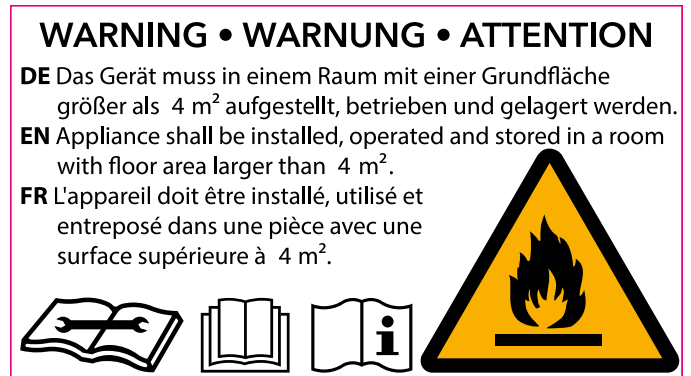 WARNING • WARNUNG • ATTENTION
DE Das Gerät muss in einem Raum mit einer Grundfläche
größer als 4 m² aufgestellt, betrieben und gelagert werden.
EN Appliance shall be installed, operated and stored in a room
with floor area larger than 4 m².
FR L'appareil doit être installé, utilisé et
entreposé dans une pièce avec une
surface supérieure à 4 m².
i